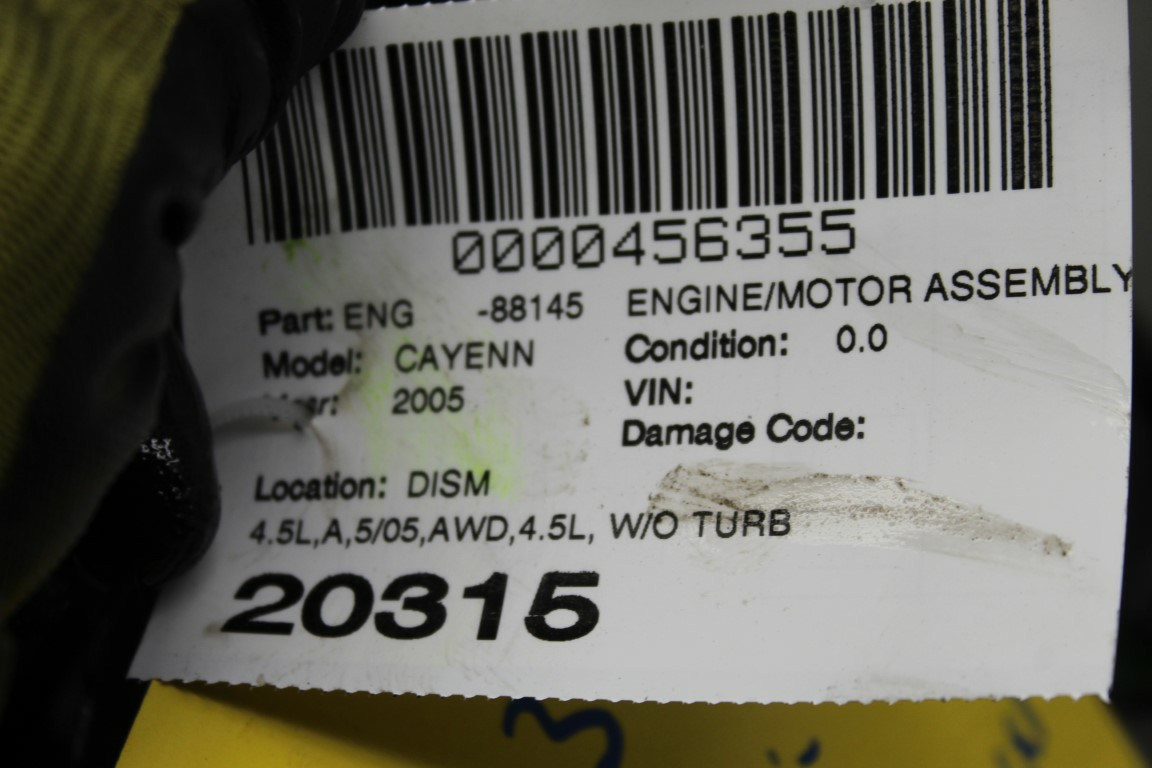 0000456355
Part: ENG -88145 ENGINE/MOTOR ASSEMBLY
Model: CAYENN Condition: 0.0
2005 VIN:
Damage Code:
Location: DISM
4.5L,A,5/05,AWD,4.5L, W/O TURB
20315
3